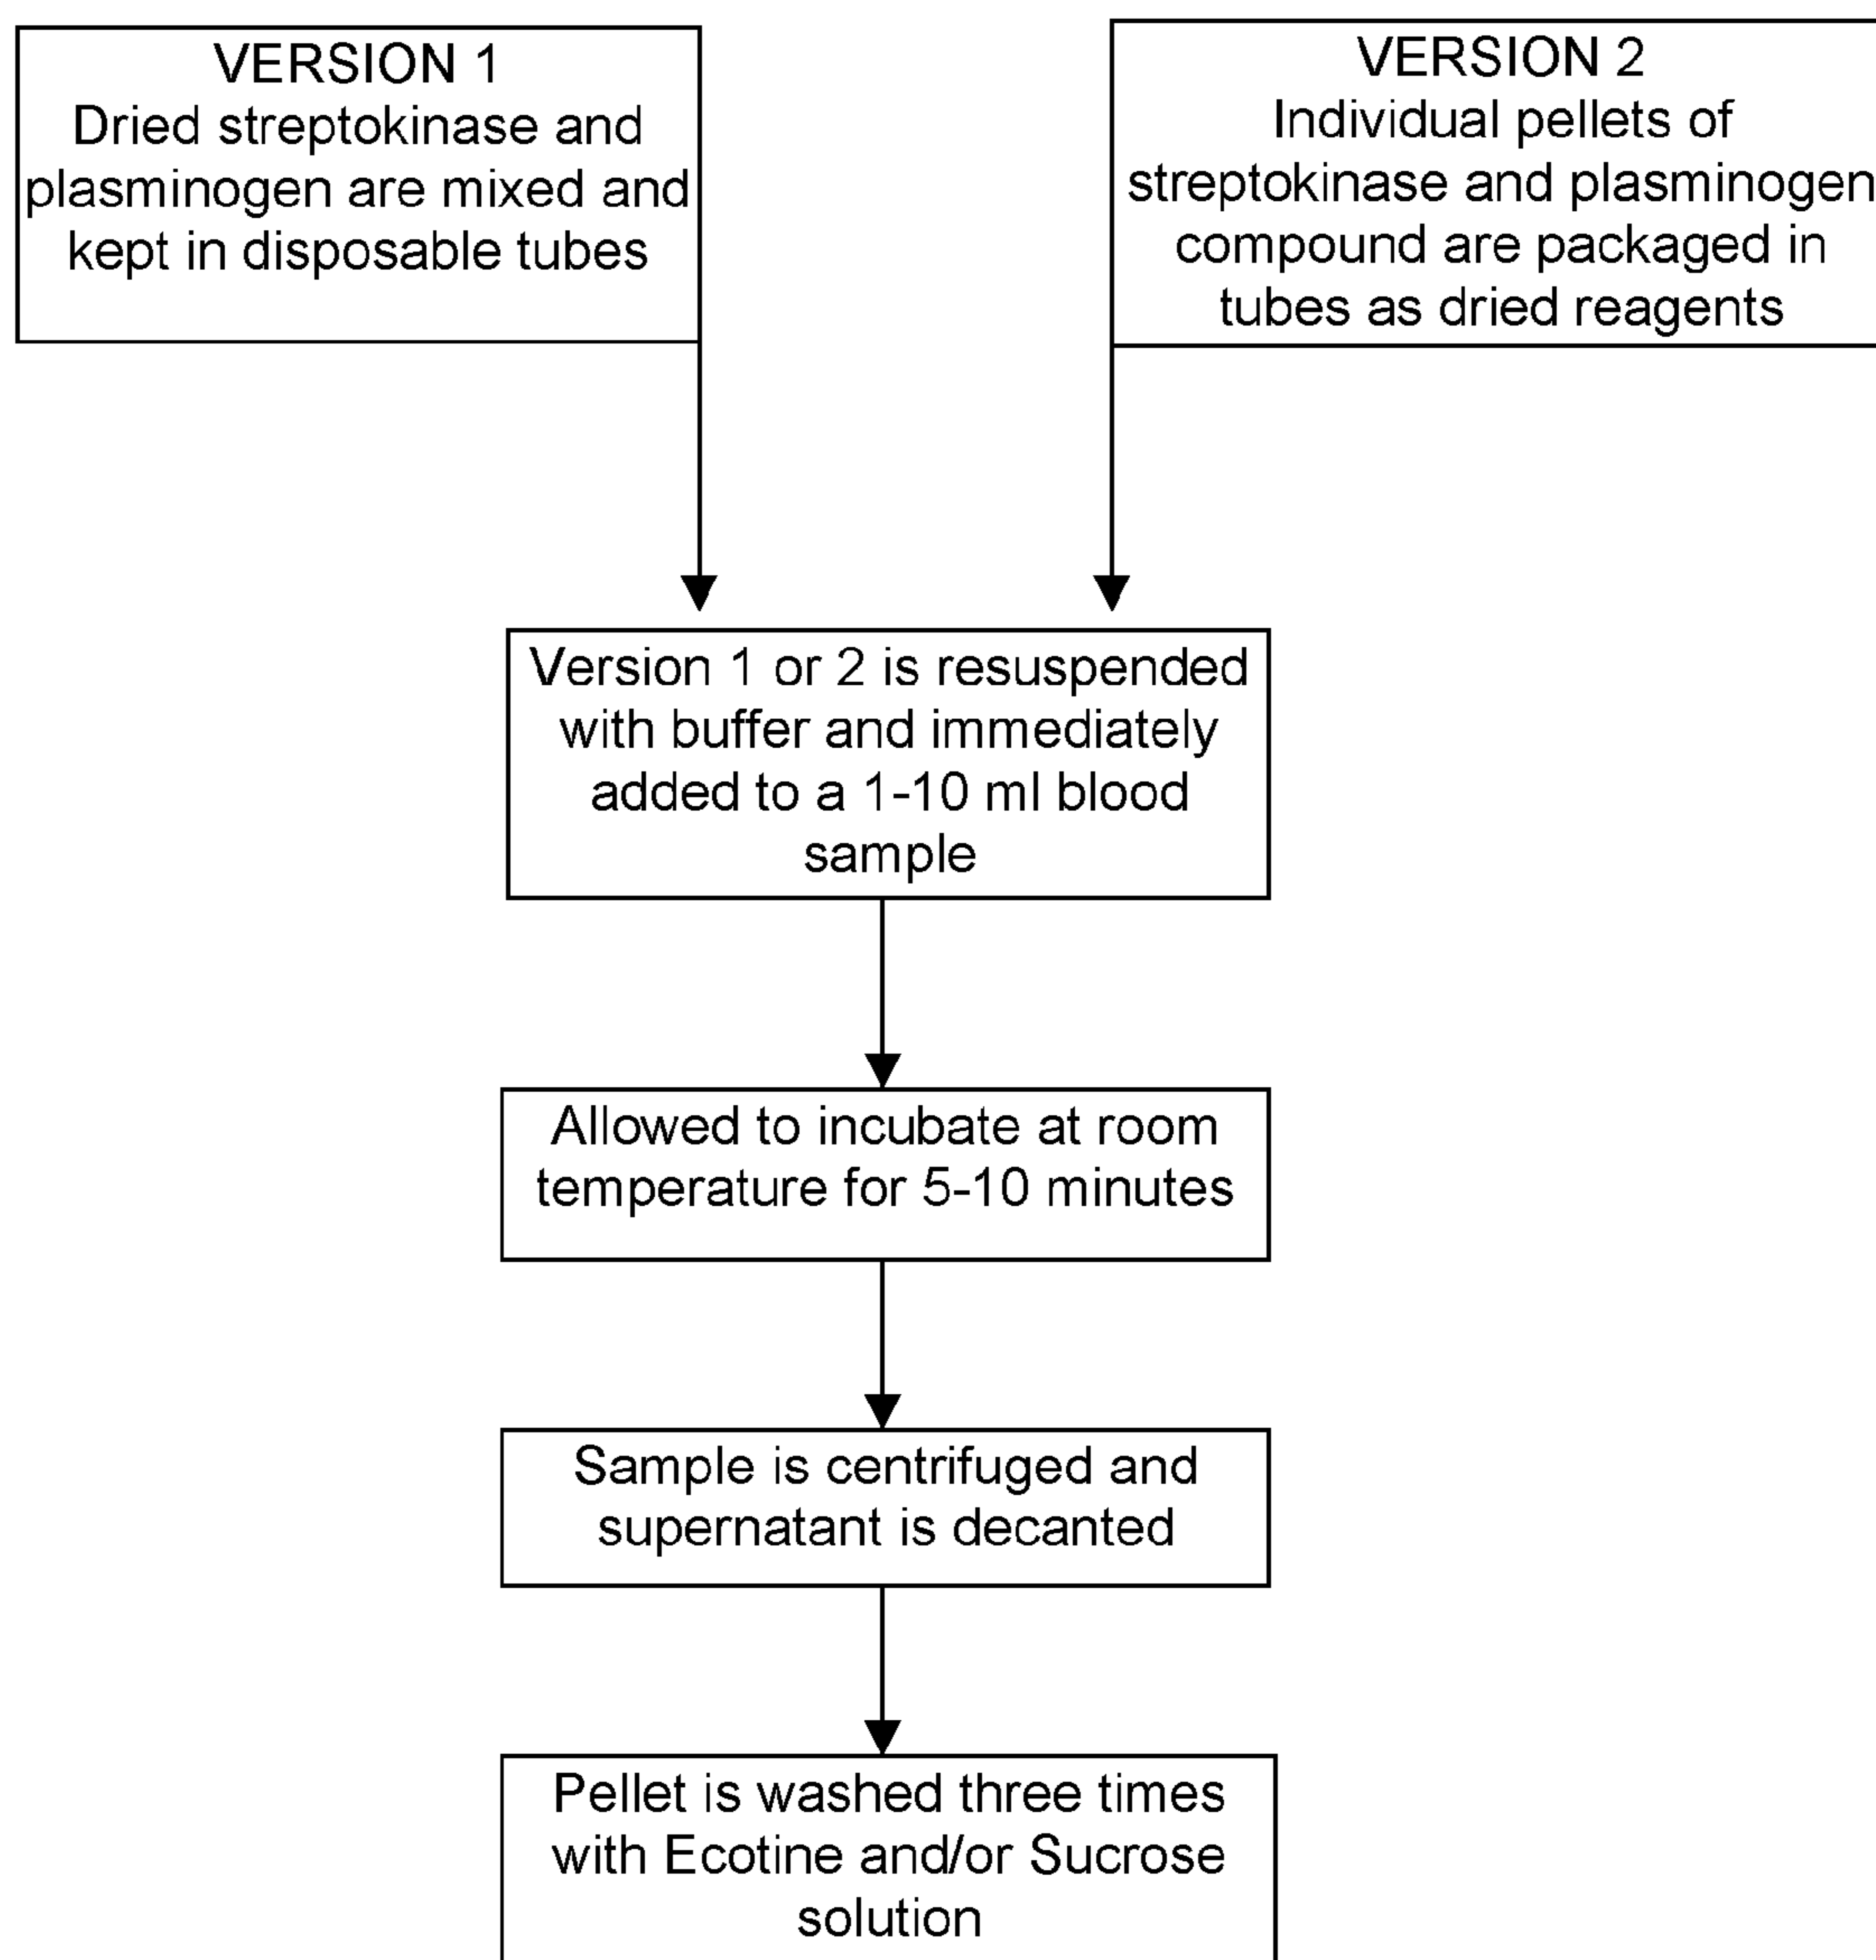 VERSION 1
Dried streptokinase and
plasminogen are mixed and
kept in disposable tubes
VERSION 2
Individual pellets of
streptokinase and plasminogen
compound are packaged in
tubes as dried reagents
Version 1 or 2 is resuspended
with buffer and immediately
added to a 1-10 ml blood
sample
Allowed to incubate at room
temperature for 5-10 minutes
Sample is centrifuged and
supernatant is decanted
Pellet is washed three times
with Ecotine and/or Sucrose
solution